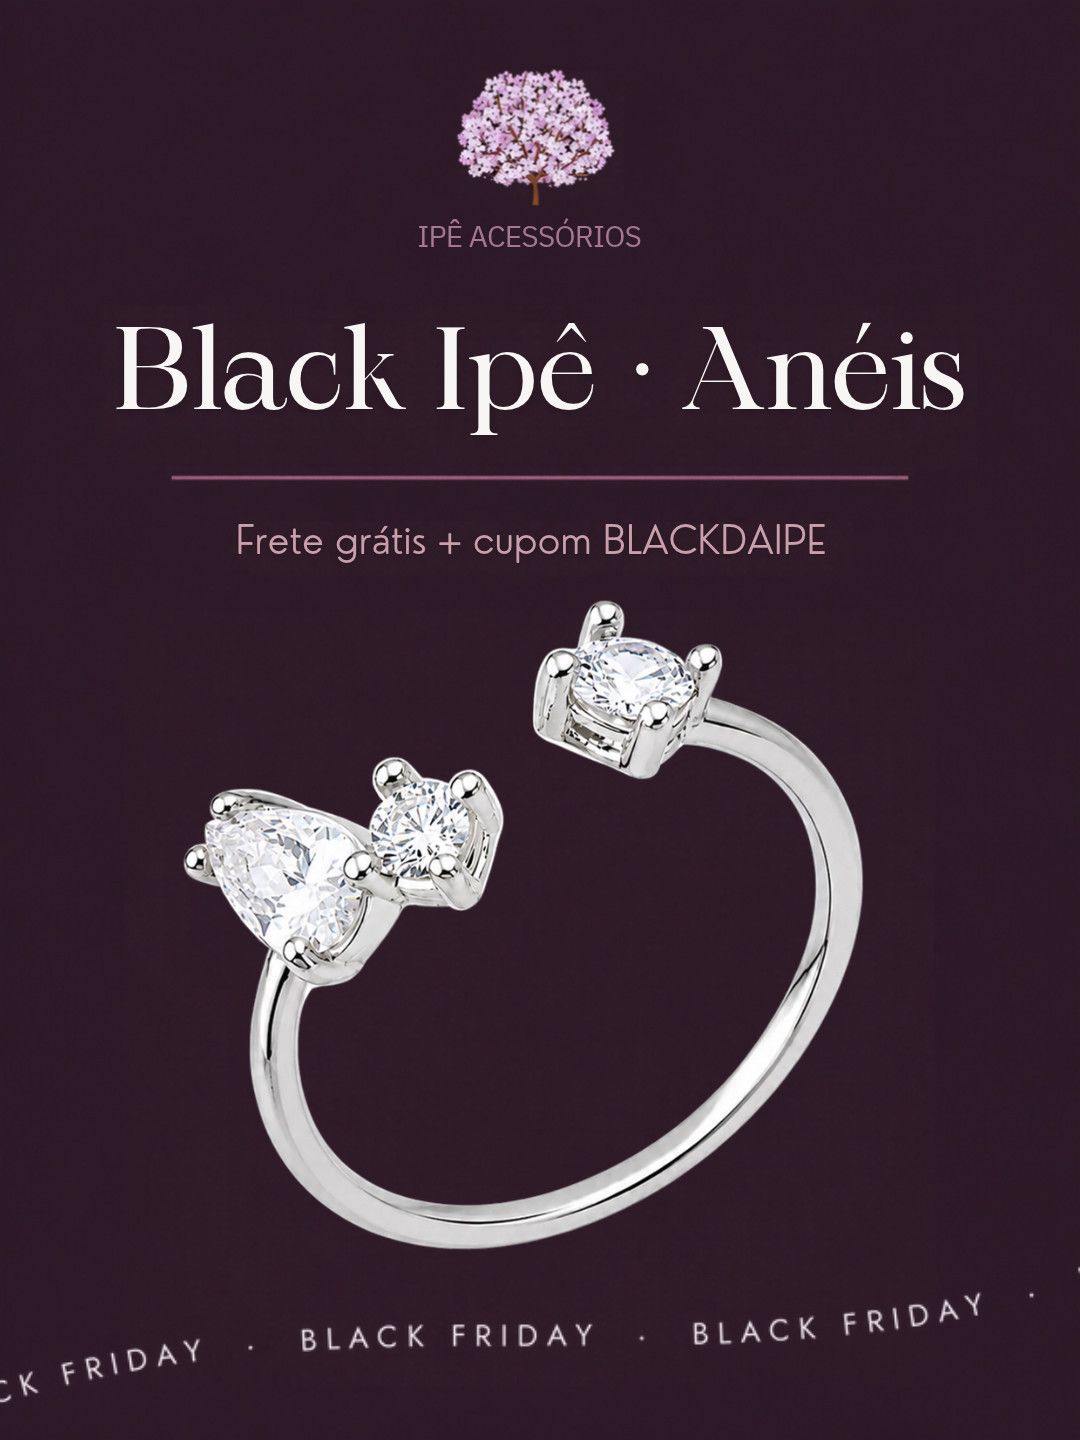 IPÊ ACESSÓRIOS
Black Ipê · Anéis
Frete grátis + cupom BLACKDAIPE
CK FRIDAY · BLACK FRIDAY · BLACK FRIDAY ·